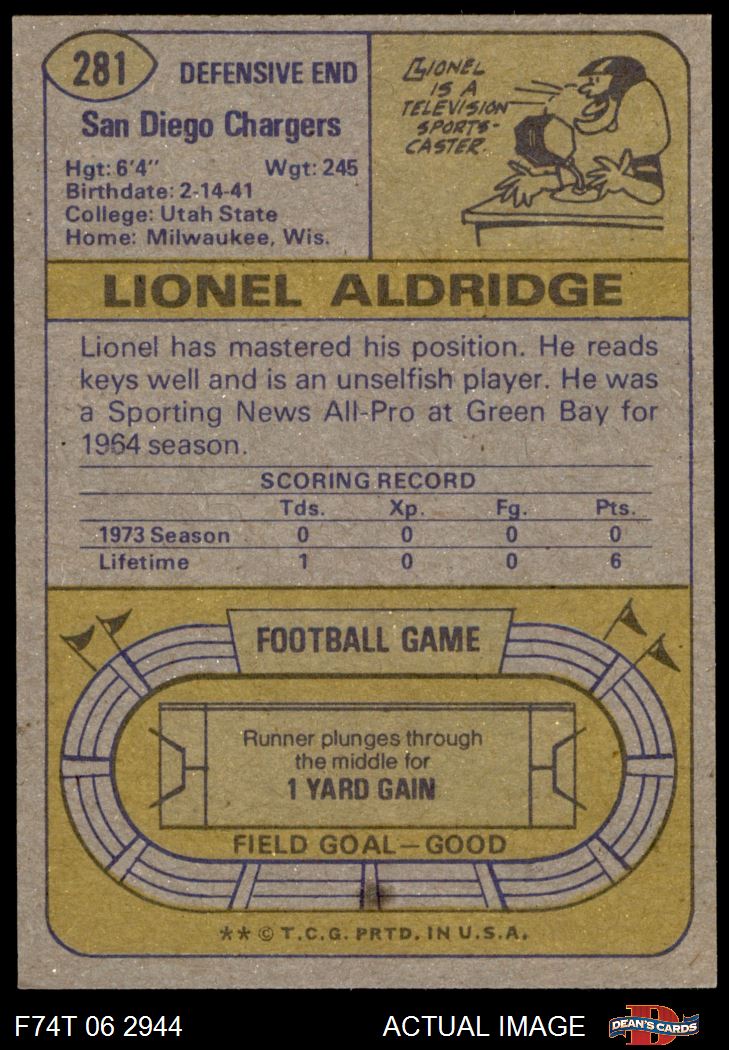 281
DEFENSIVE END
San Diego Chargers
Hgt: 6'4" Wgt: 245
Birthdate: 2-14-41
College: Utah State
Home: Milwaukee, Wis.
LIONEL
IS A
TELEVISION
SPORTS-
CASTER.
LIONEL ALDRIDGE
Lionel has mastered his position. He reads
keys well and is an unselfish player. He was
a Sporting News All-Pro at Green Bay for
1964 season.
SCORING RECORD
Tds. Xp. Fg. Pts.
1973 Season 0 0 0 0
Lifetime 1 0 0 6
FOOTBALL GAME
Runner plunges through
the middle for
1 YARD GAIN
FIELD GOAL—GOOD
** © T.C.G. PRTD. IN U.S.A.
F74T 06 2944 ACTUAL IMAGE
D
DEAN'S CARDS